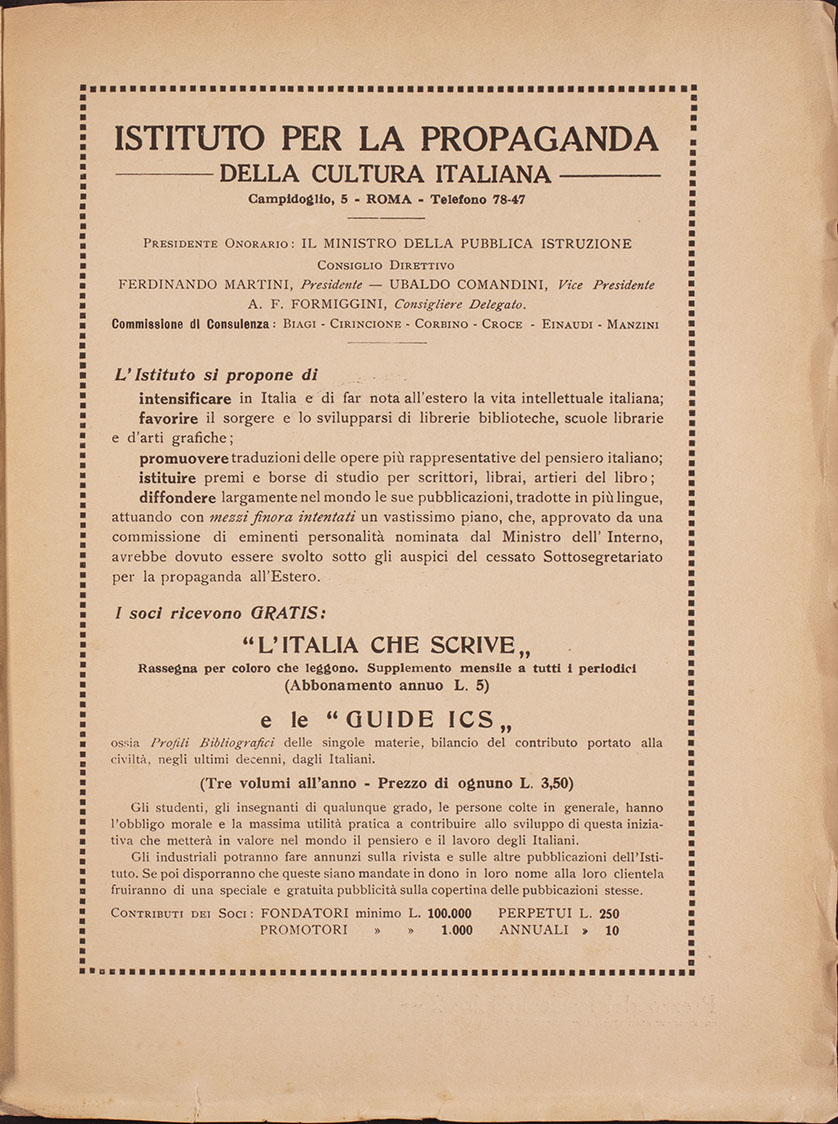 ISTITUTO PER LA PROPAGANDA
DELLA CULTURA ITALIANA
Campidoglio, 5 - ROMA - Telefono 78-47
Presidente Onorario: IL MINISTRO DELLA PUBBLICA ISTRUZIONE
Consiglio Direttivo
FERDINANDO MARTINI, Presidente — UBALDO COMANDINI, Vice Presidente
A. F. FORMIGGINI, Consigliere Delegato.
Commissione di Consulenza: Biagi - Cirincione - Corbino - Croce - Einaudi - Manzini
L'Istituto si propone di
intensificare in Italia e di far nota all'estero la vita intellettuale italiana;
favorire il sorgere e lo svilupparsi di librerie biblioteche, scuole librarie
e d'arti grafiche;
promuovere traduzioni delle opere più rappresentative del pensiero italiano;
istituire premi e borse di studio per scrittori, librai, artieri del libro;
diffondere largamente nel mondo le sue pubblicazioni, tradotte in più lingue,
attuando con mezzi finora intentati un vastissimo piano, che, approvato da una
commissione di eminenti personalità nominata dal Ministro dell' Interno,
avrebbe dovuto essere svolto sotto gli auspici del cessato Sottosegretariato
per la propaganda all'Estero.
I soci ricevono GRATIS:
“L'ITALIA CHE SCRIVE„
Rassegna per coloro che leggono. Supplemento mensile a tutti i periodici
(Abbonamento annuo L. 5)
e le “GUIDE ICS„
ossia Profili Bibliografici delle singole materie, bilancio del contributo portato alla
civiltà, negli ultimi decenni, dagli Italiani.
(Tre volumi all'anno - Prezzo di ognuno L. 3,50)
Gli studenti, gli insegnanti di qualunque grado, le persone colte in generale, hanno
l'obbligo morale e la massima utilità pratica a contribuire allo sviluppo di questa inizia-
tiva che metterà in valore nel mondo il pensiero e il lavoro degli Italiani.
Gli industriali potranno fare annunzi sulla rivista e sulle altre pubblicazioni dell'Isti-
tuto. Se poi disporranno che queste siano mandate in dono in loro nome alla loro clientela
fruiranno di una speciale e gratuita pubblicità sulla copertina delle pubbicazioni stesse.
Contributi dei Soci: FONDATORI minimo L. 100.000 PERPETUI L. 250
PROMOTORI » » 1.000 ANNUALI » 10